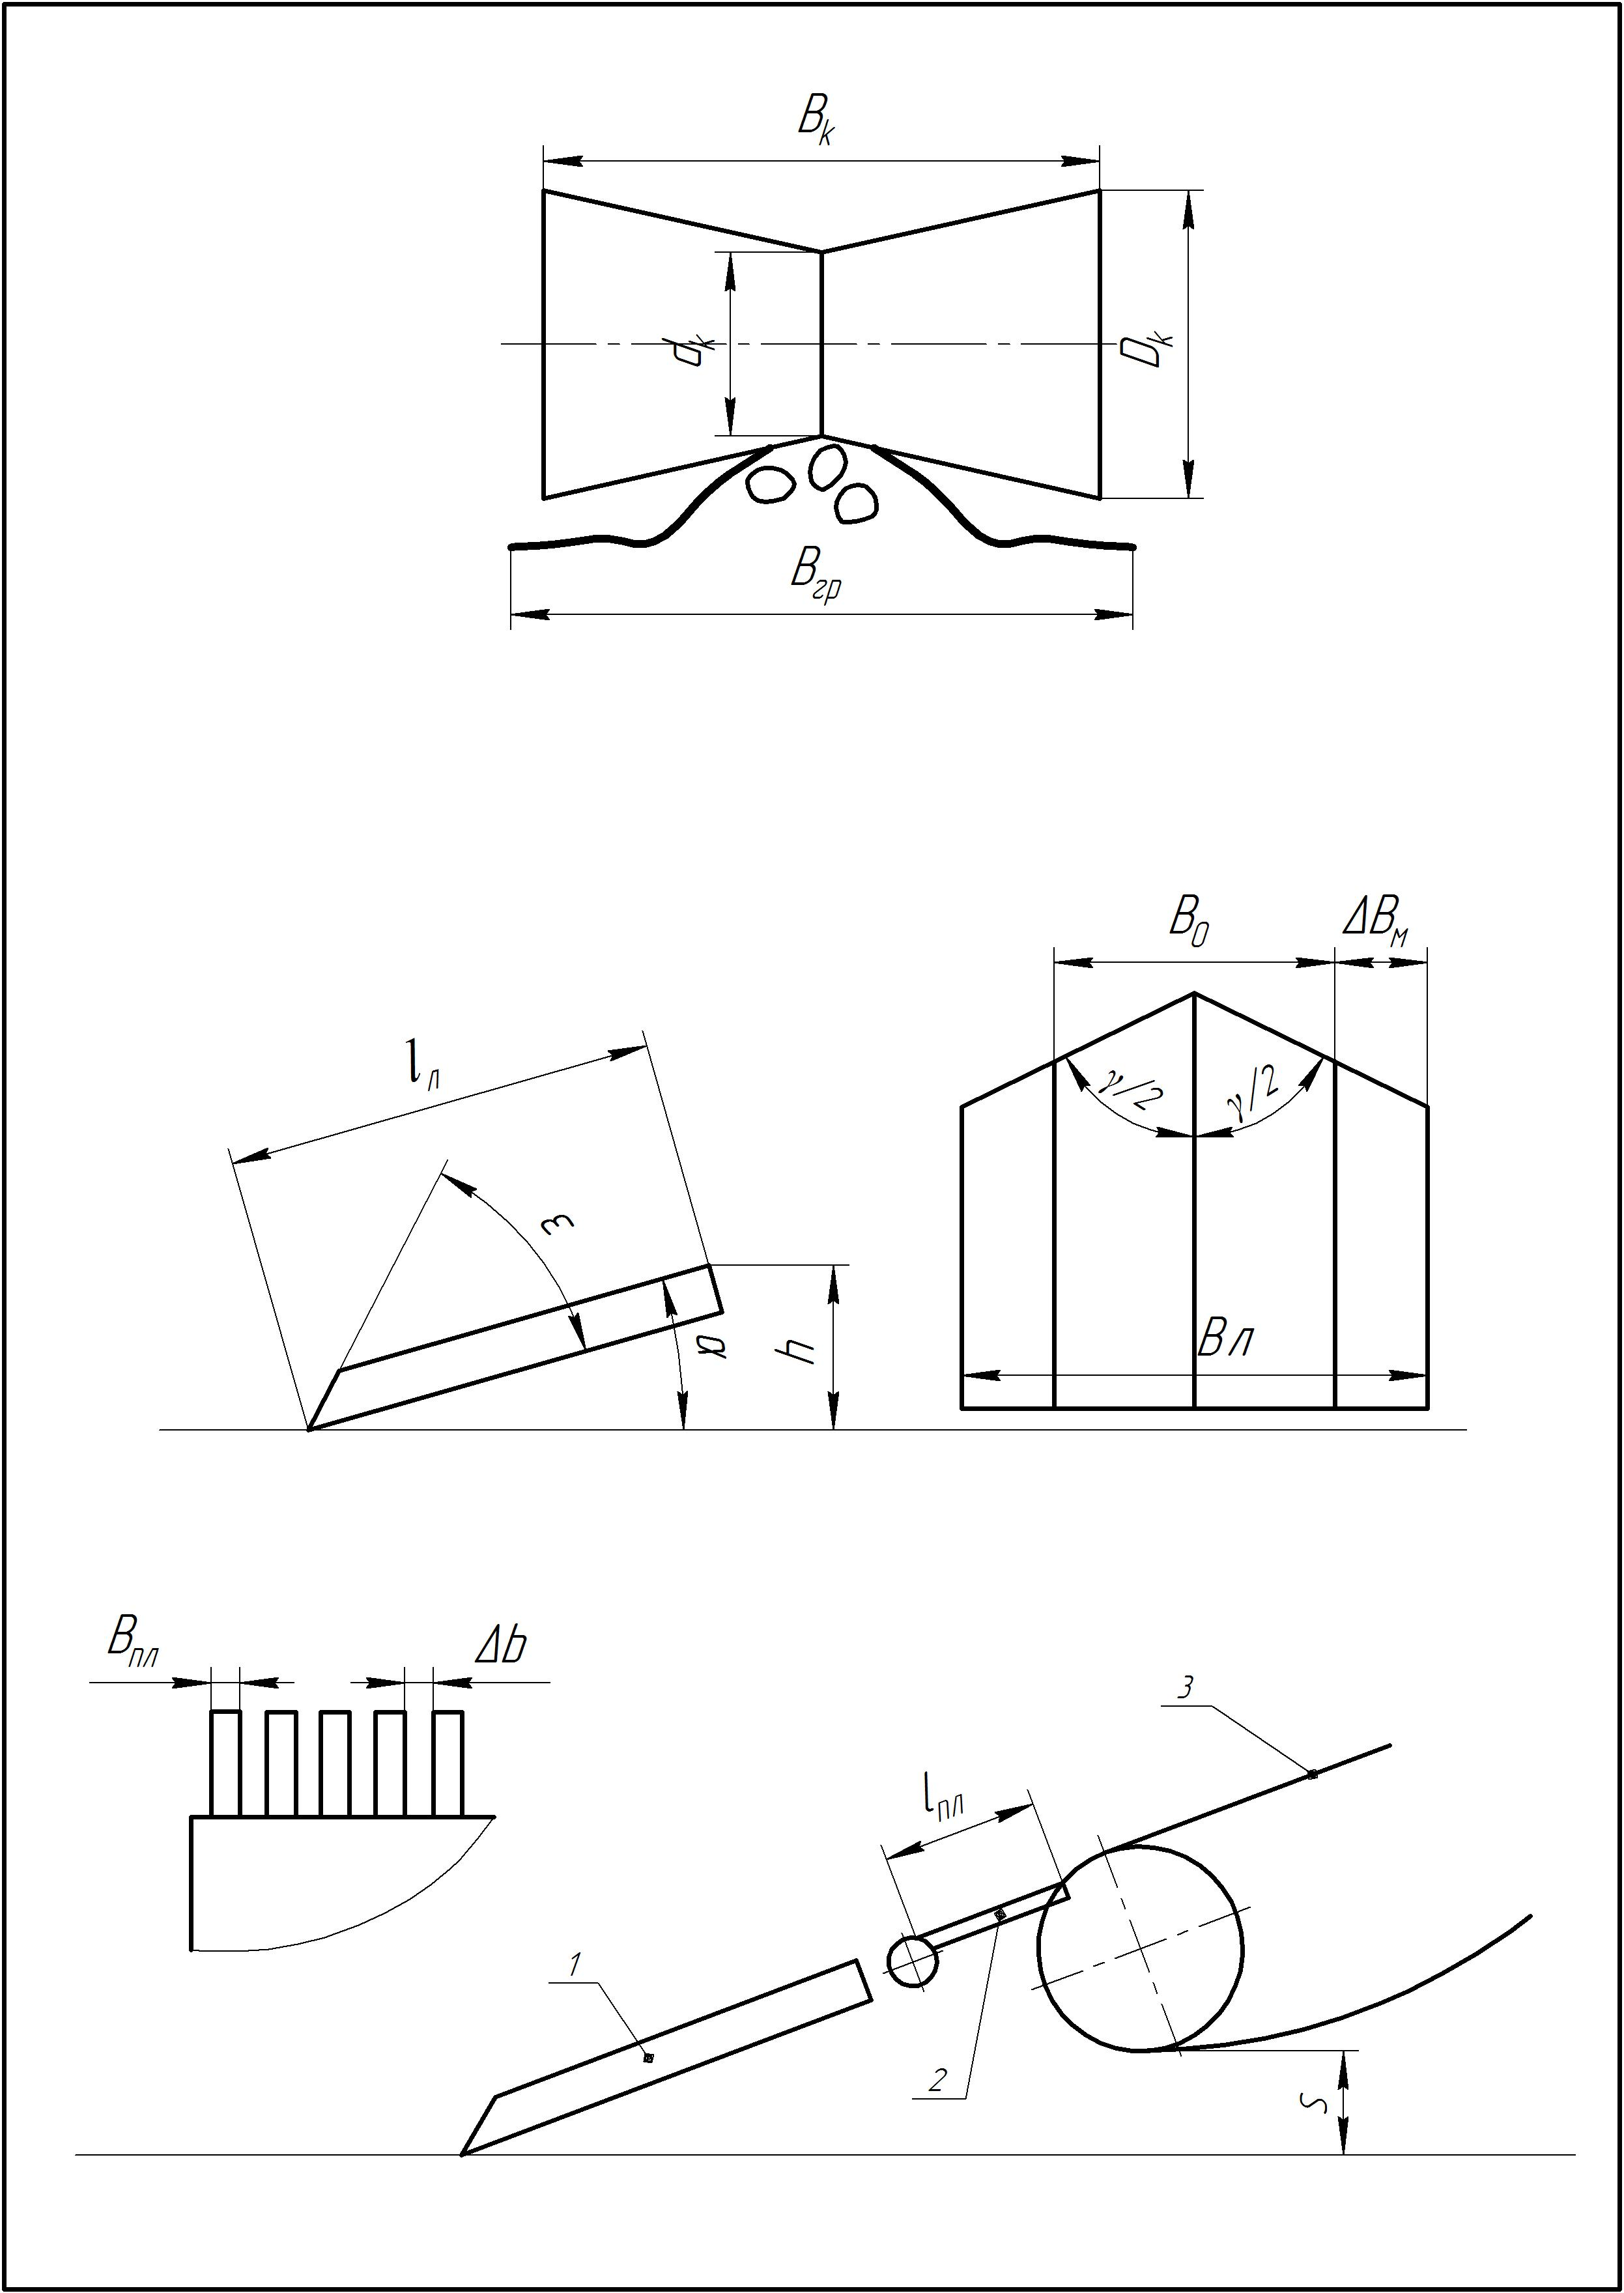 Bk
dk
Dk
Bгр
B0 ΔBм
lл
γ/2 γ/2
ε
α
h
Bл
Bпл Δb
3
lпл
1
2
S